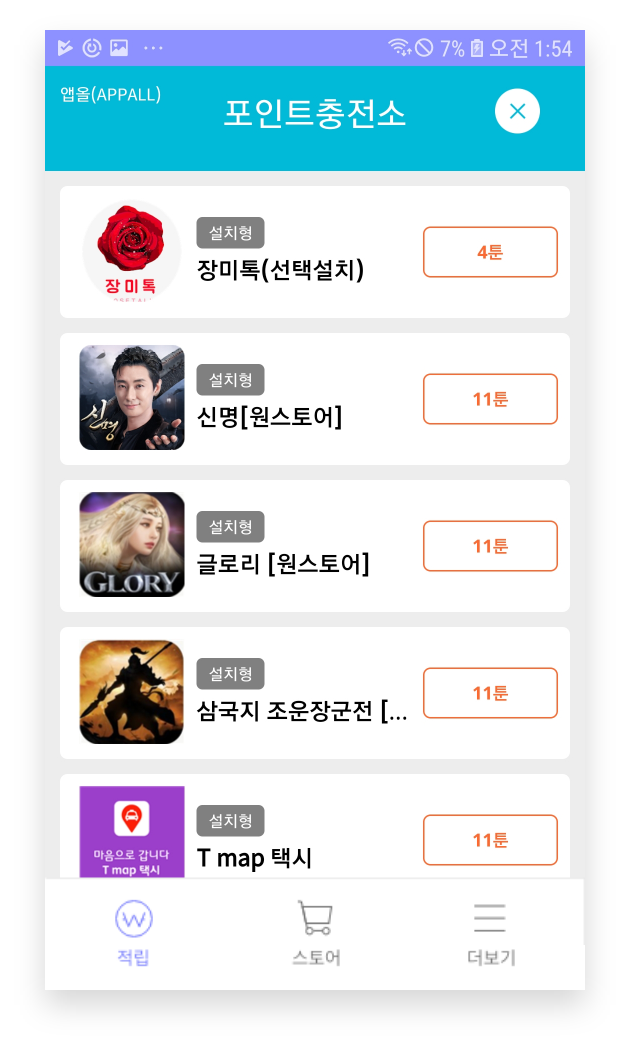 7% 오전 1:54
앱올(APPALL)
포인트충전소
장미톡
설치형
장미톡(선택설치)
4툰
신명
설치형
신명[원스토어]
11툰
GLORY
설치형
글로리 [원스토어]
11툰
설치형
삼국지 조운장군전 [...
11툰
마음으로 갑니다
T map 택시
설치형
T map 택시
11툰
적립
스토어
더보기